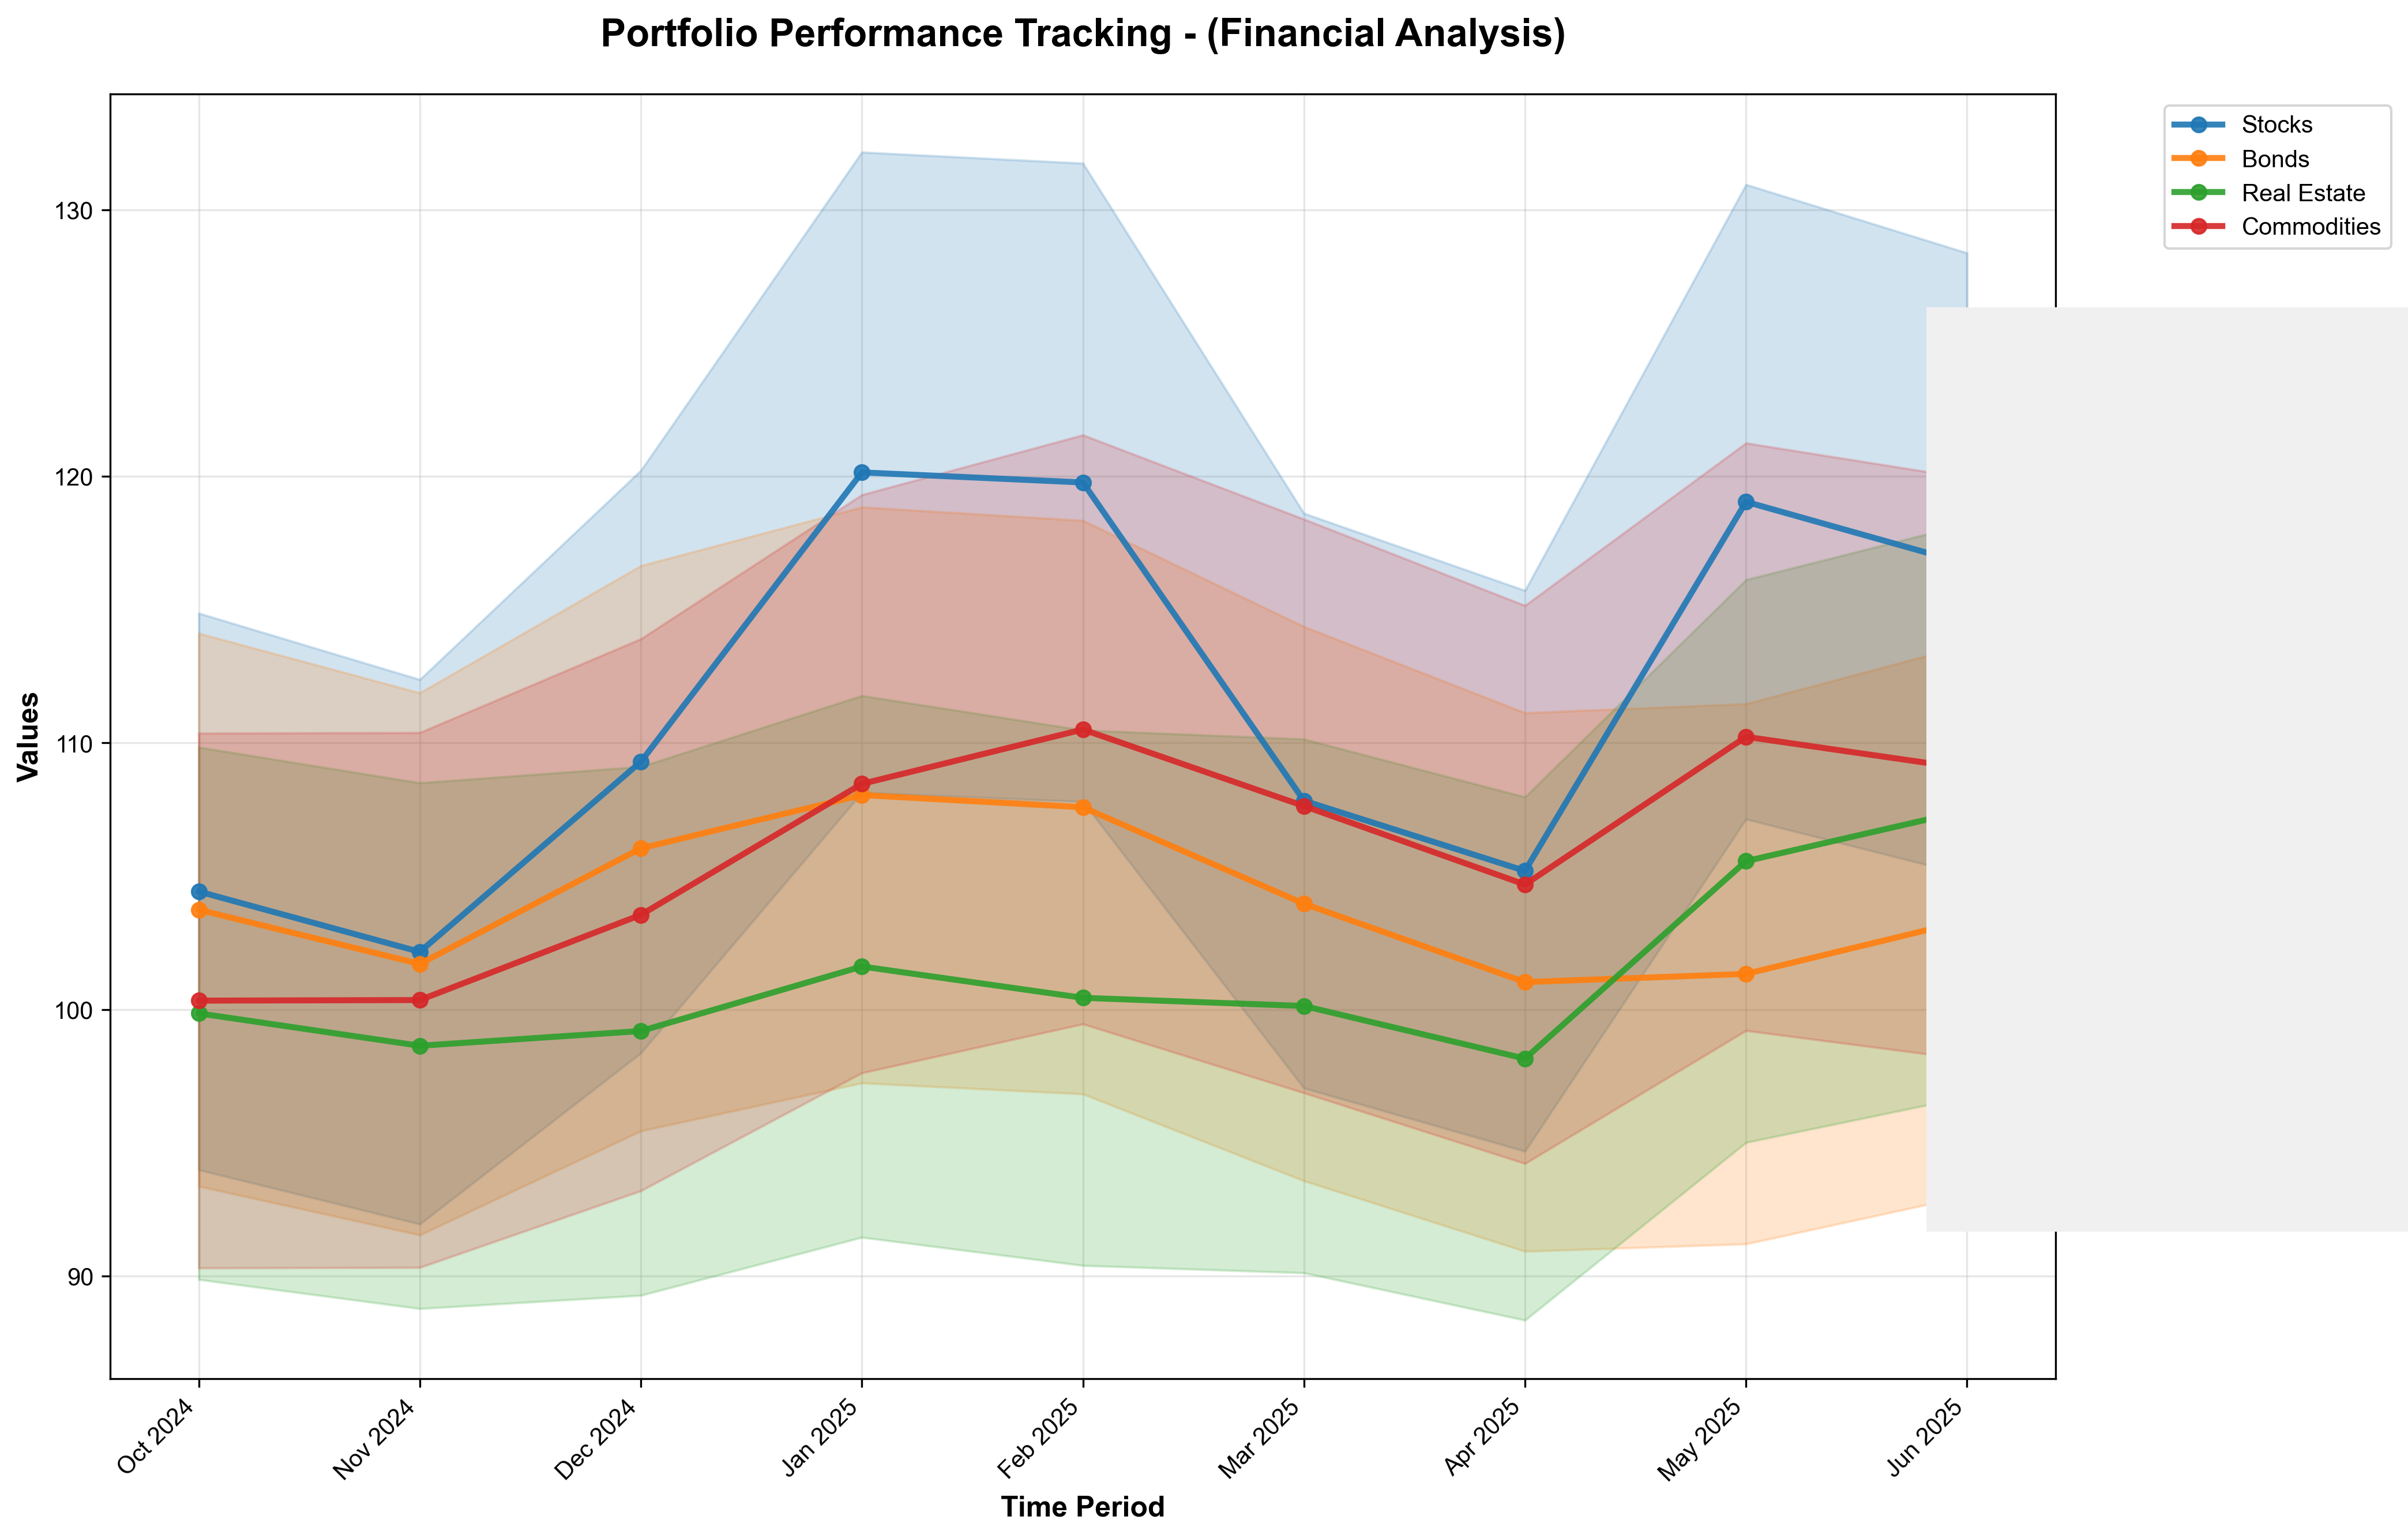 Portfolio Performance Tracking - (Financial Analysis)
Stocks
Bonds
Real Estate
Commodities
Values
130
120
110
100
90
Oct 2024
Nov 2024
Dec 2024
Jan 2025
Feb 2025
Mar 2025
Apr 2025
May 2025
Jun 2025
Time Period